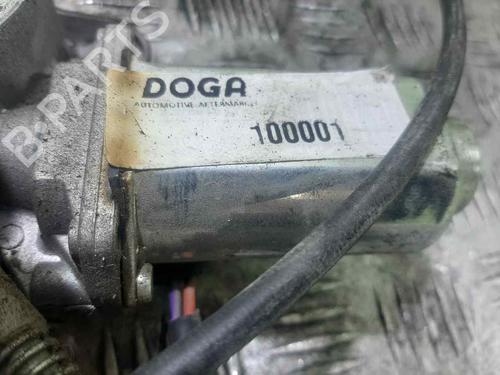 DOGA
AUTOMOTIVE AFTERMARKET
100001
B-PARTS